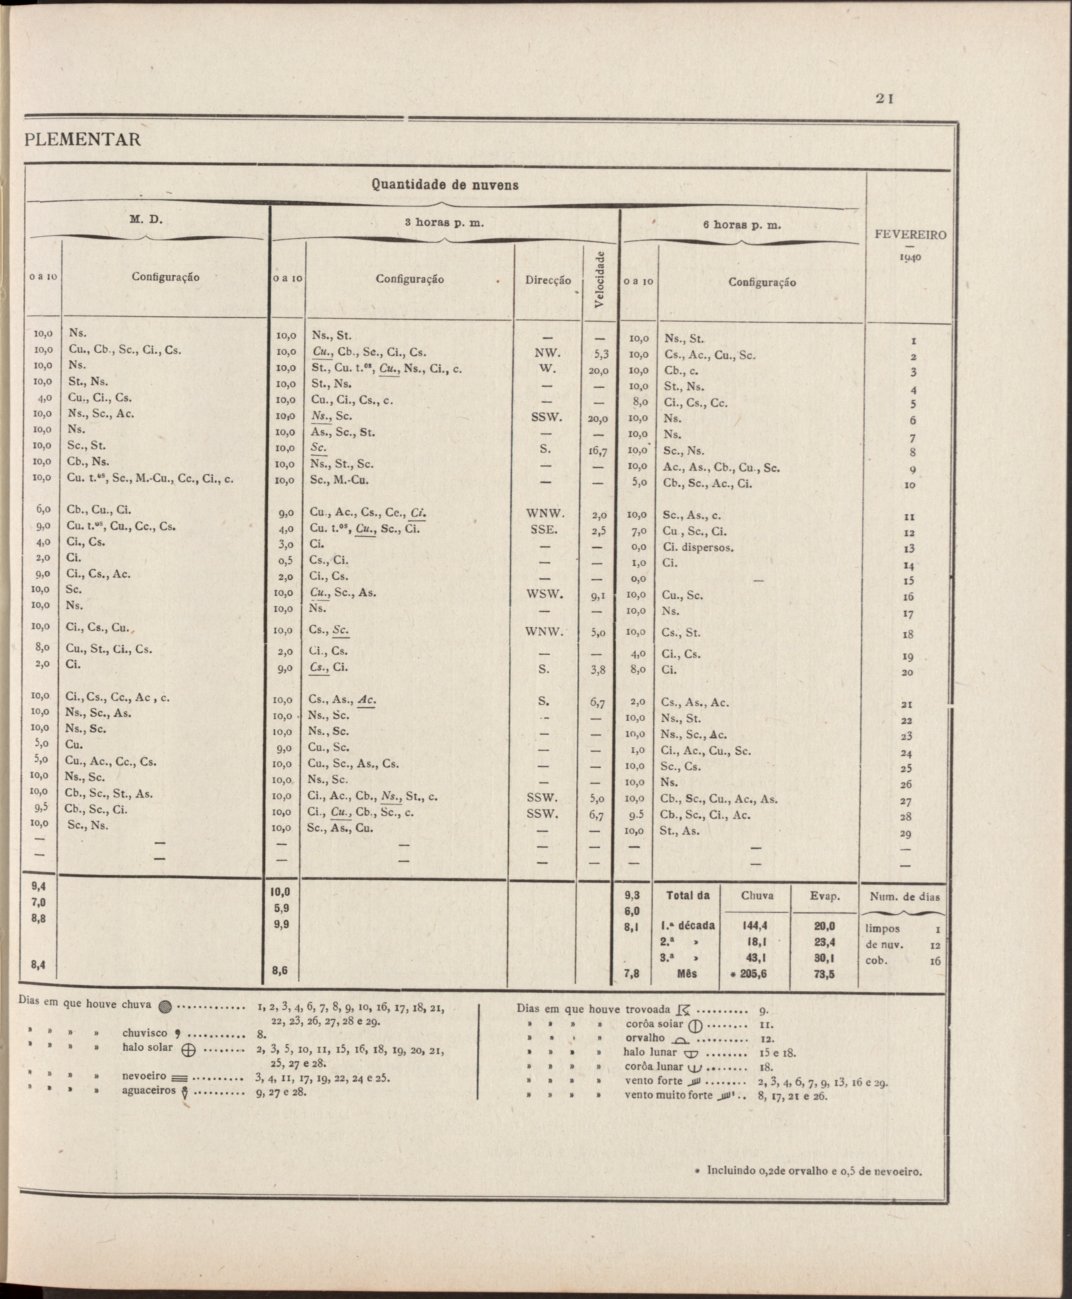 21
PLEMENTAR
Quantidade de nuvens
M. D. 3 horas p. m. 6 horas p. m. FEVEREIRO
1940
0 a 10 Configuração 0 a 10 Configuração Direcção Velocidade 0 a 10 Configuração
10,0 Ns. 10,0 Ns., St. — — 10,0 Ns., St. 1
10,0 Cu., Cb., Sc., Ci., Cs. 10,0 Cu., Cb., Sc., Ci., Cs. NW. 5,3 10,0 Cs., Ac., Cu., Sc. 2
10,0 Ns. 10,0 St., Cu. t.os, Cu., Ns., Ci., c. W. 20,0 10,0 Cb., c. 3
10,0 St., Ns. 10,0 St., Ns. — — 10,0 St., Ns. 4
4,0 Cu., Ci., Cs. 10,0 Cu., Ci., Cs., c. — — 8,0 Ci., Cs., Cc. 5
10,0 Ns., Sc., Ac. 10,0 Ns., Sc. SSW. 20,0 10,0 Ns. 6
10,0 Ns. 10,0 As., Sc., St. — — 10,0 Ns. 7
10,0 Sc., St. 10,0 Sc. S. 16,7 10,0 Sc., Ns. 8
10,0 Cb., Ns. 10,0 Ns., St., Sc. — — 10,0 Ac., As., Cb., Cu., Sc. 9
10,0 Cu. t.os, Sc., M.-Cu., Cc., Ci., c. 10,0 Sc., M.-Cu. — — 5,0 Cb., Sc., Ac., Ci. 10
6,0 Cb., Cu., Ci. 9,0 Cu., Ac., Cs., Cc., Ci. WNW. 2,0 10,0 Sc., As., c. 11
9,0 Cu. t.os, Cu., Cc., Cs. 4,0 Cu. t.os, Cu., Sc., Ci. SSE. 2,5 7,0 Cu., Sc., Ci. 12
4,0 Ci., Cs. 3,0 Ci. — — 0,0 Ci. dispersos. 13
2,0 Ci. 0,5 Cs., Ci. — — 1,0 Ci. 14
9,0 Ci., Cs., Ac. 2,0 Ci., Cs. — — 0,0 — 15
10,0 Sc. 10,0 Cu., Sc., As. WSW. 9,1 10,0 Cu., Sc. 16
10,0 Ns. 10,0 Ns. — — 10,0 Ns. 17
10,0 Ci., Cs., Cu. 10,0 Cs., Sc. WNW. 5,0 10,0 Cs., St. 18
8,0 Cu., St., Ci., Cs. 2,0 Ci., Cs. — — 4,0 Ci., Cs. 19
2,0 Ci. 9,0 Cs., Ci. S. 3,8 8,0 Ci. 20
10,0 Ci., Cs., Cc., Ac., c. 10,0 Cs., As., Ac. S. 6,7 2,0 Cs., As., Ac. 21
10,0 Ns., Sc., As. 10,0 Ns., Sc. — — 10,0 Ns., St. 22
10,0 Ns., Sc. 10,0 Ns., Sc. — — 10,0 Ns., Sc., Ac. 23
5,0 Cu. 9,0 Cu., Sc. — — 1,0 Ci., Ac., Cu., Sc. 24
5,0 Cu., Ac., Cc., Cs. 10,0 Cu., Sc., As., Cs. — — 10,0 Sc., Cs. 25
10,0 Ns., Sc. 10,0 Ns., Sc. — — 10,0 Ns. 26
10,0 Cb., Sc., St., As. 10,0 Ci., Ac., Cb., Ns., St., c. SSW. 5,0 10,0 Cb., Sc., Cu., Ac., As. 27
9,5 Cb., Sc., Ci. 10,0 Ci., Cu., Cb., Sc., c. SSW. 6,7 9.5 Cb., Sc., Ci., Ac. 28
10,0 Sc., Ns. 10,0 Sc., As., Cu. — — 10,0 St., As. 29
— — — — — — — — —
— — — — — — — — —
9,4 10,0 9,3 Total da Chuva Evap. Num. de dias
7,0 5,9 6,0
8,8 9,9 8,1 1.ª década 144,4 20,0 limpos 1
2.ª » 18,1 23,4 de nuv. 12
3.ª » 43,1 30,1 cob. 16
8,4 8,6 7,8 Mês * 205,6 73,5
Dias em que houve chuva .......... 1, 2, 3, 4, 6, 7, 8, 9, 10, 16, 17, 18, 21,
22, 23, 26, 27, 28 e 29.
» » » » chuvisco .......... 8.
» » » » halo solar ........ 2, 3, 5, 10, 11, 15, 16, 18, 19, 20, 21,
25, 27 e 28.
» » » » nevoeiro .......... 3, 4, 11, 17, 19, 22, 24 e 25.
» » » » aguaceiros .......... 9, 27 e 28.
Dias em que houve trovoada .......... 9.
» » » » corôa solar ........ 11.
» » » » orvalho .......... 12.
» » » » halo lunar ........ 15 e 18.
» » » » corôa lunar ........ 18.
» » » » vento forte ........ 2, 3, 4, 6, 7, 9, 13, 16 e 29.
» » » » vento muito forte .. 8, 17, 21 e 26.
* Incluindo 0,2de orvalho e 0,5 de nevoeiro.